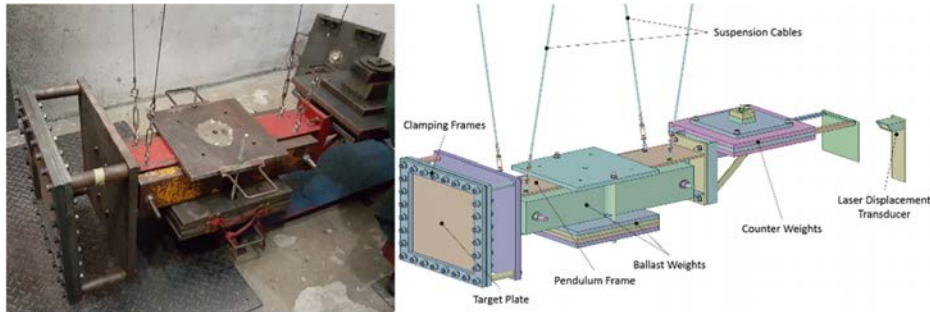 Suspension Cables
Clamping Frames
Laser Displacement
Transducer
Counter Weights
Ballast Weights
Pendulum Frame
Target Plate